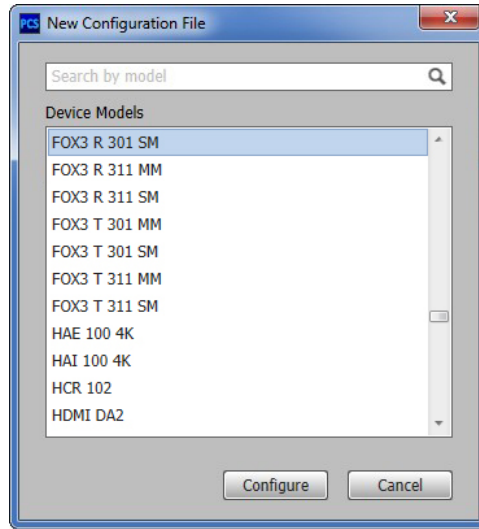 PCS New Configuration File
Search by model
Device Models
FOX3 R 301 SM
FOX3 R 311 MM
FOX3 R 311 SM
FOX3 T 301 MM
FOX3 T 301 SM
FOX3 T 311 MM
FOX3 T 311 SM
HAE 100 4K
HAI 100 4K
HCR 102
HDMI DA2
Configure Cancel